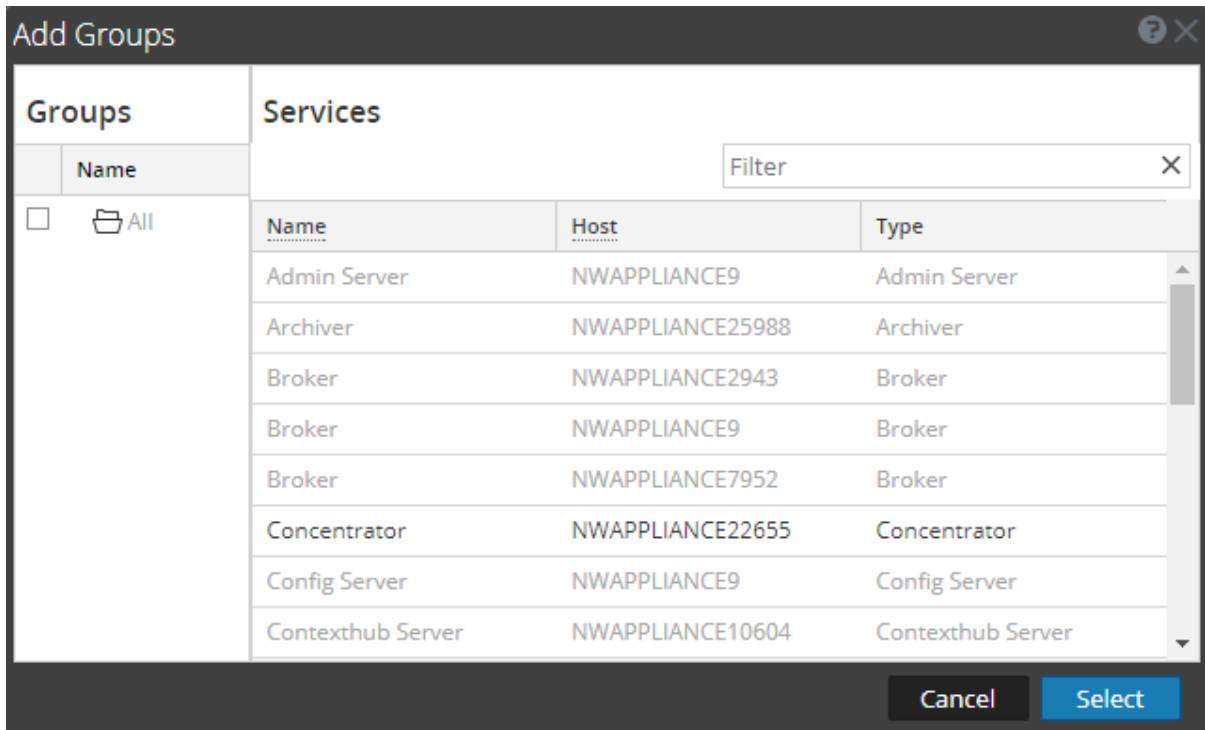 Add Groups
Groups
Services
Name
Filter
All
Name Host Type
Admin Server NWAPPLIANCE9 Admin Server
Archiver NWAPPLIANCE25988 Archiver
Broker NWAPPLIANCE2943 Broker
Broker NWAPPLIANCE9 Broker
Broker NWAPPLIANCE7952 Broker
Concentrator NWAPPLIANCE22655 Concentrator
Config Server NWAPPLIANCE9 Config Server
Contexthub Server NWAPPLIANCE10604 Contexthub Server
Cancel Select